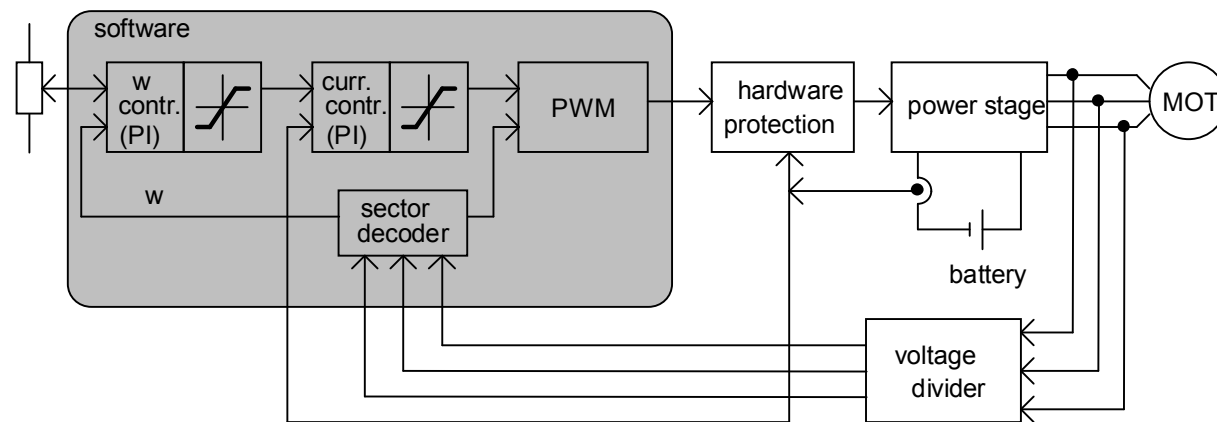 software
w
contr.
(PI)
curr.
contr.
(PI)
PWM
hardware
protection
power stage
MOT
w
sector
decoder
battery
voltage
divider